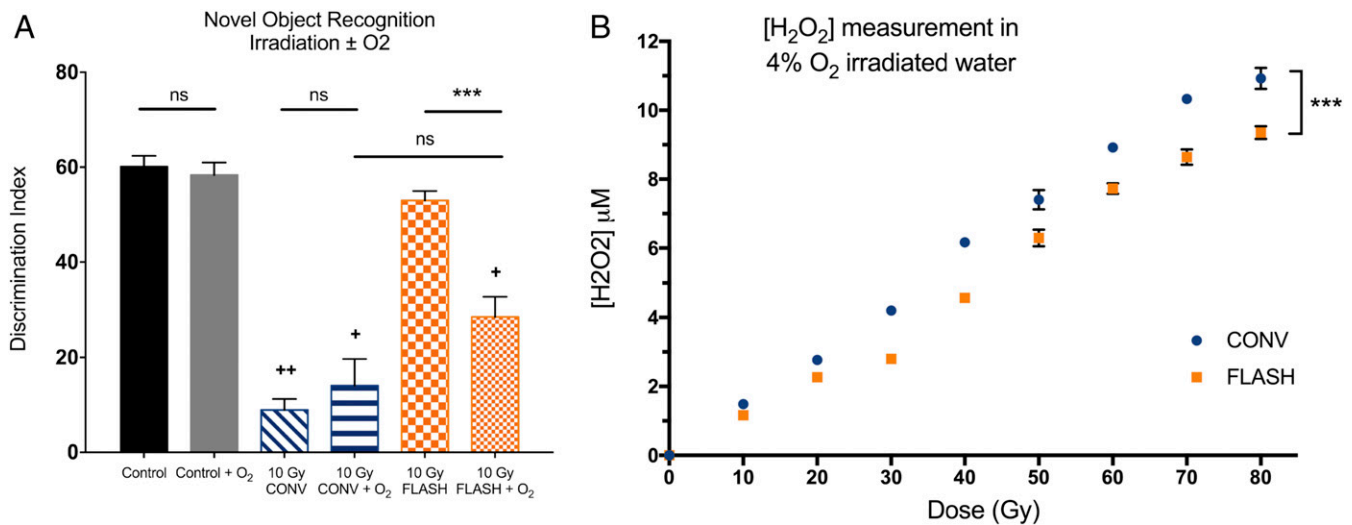 A
Novel Object Recognition
Irradiation ± O2
Discrimination Index
80
60
40
20
0
ns
ns
***
ns
++
+
+
Control
Control + O₂
10 Gy
CONV
10 Gy
CONV + O₂
10 Gy
FLASH
10 Gy
FLASH + O₂
B
[H₂O₂] measurement in
4% O₂ irradiated water
[H2O2] μM
12
10
8
6
4
2
0
***
CONV
FLASH
0 10 20 30 40 50 60 70 80
Dose (Gy)